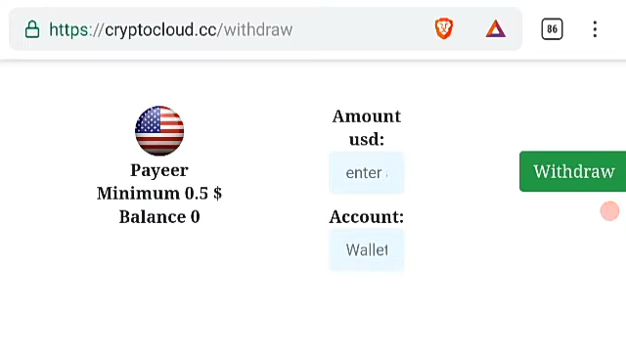 https://cryptocloud.cc/withdraw
86
Payeer
Minimum 0.5 $
Balance 0
Amount
usd:
enter
Account:
Wallet
Withdraw